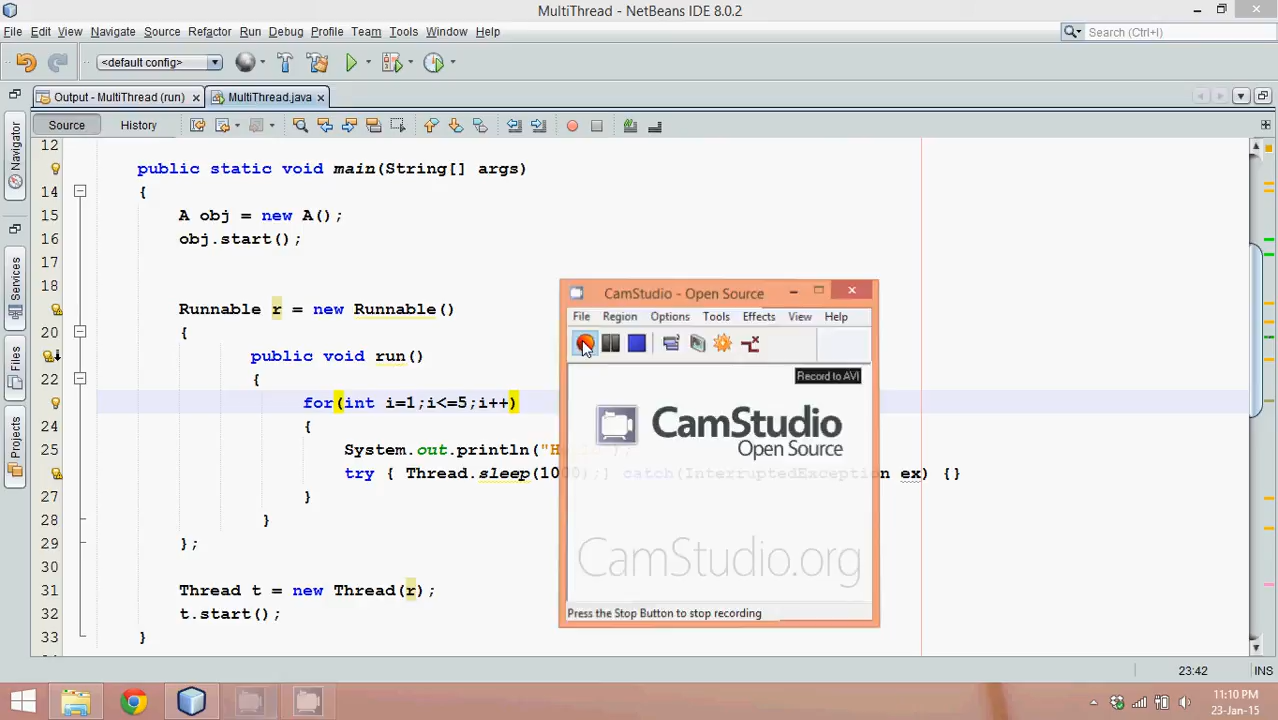 MultiThread - NetBeans IDE 8.0.2
File Edit View Navigate Source Refactor Run Debug Profile Team Tools Window Help
Search (Ctrl+I)
<default config>
Output - MultiThread (run) MultiThread.java
Source History
Navigator
Services
Files
Projects
12
public static void main(String[] args)
14 {
15 A obj = new A();
16 obj.start();
17
18
Runnable r = new Runnable()
20 {
public void run()
22 {
for(int i=1;i<=5;i++)
24 {
25 System.out.println("H
try { Thread.sleep(1000);} catch(InterruptedException ex) {}
27 }
28 }
29 };
30
31 Thread t = new Thread(r);
32 t.start();
33 }
CamStudio - Open Source
File Region Options Tools Effects View Help
Record to AVI
CamStudio
Open Source
CamStudio.org
Press the Stop Button to stop recording
23:42 INS
11:10 PM
23-Jan-15